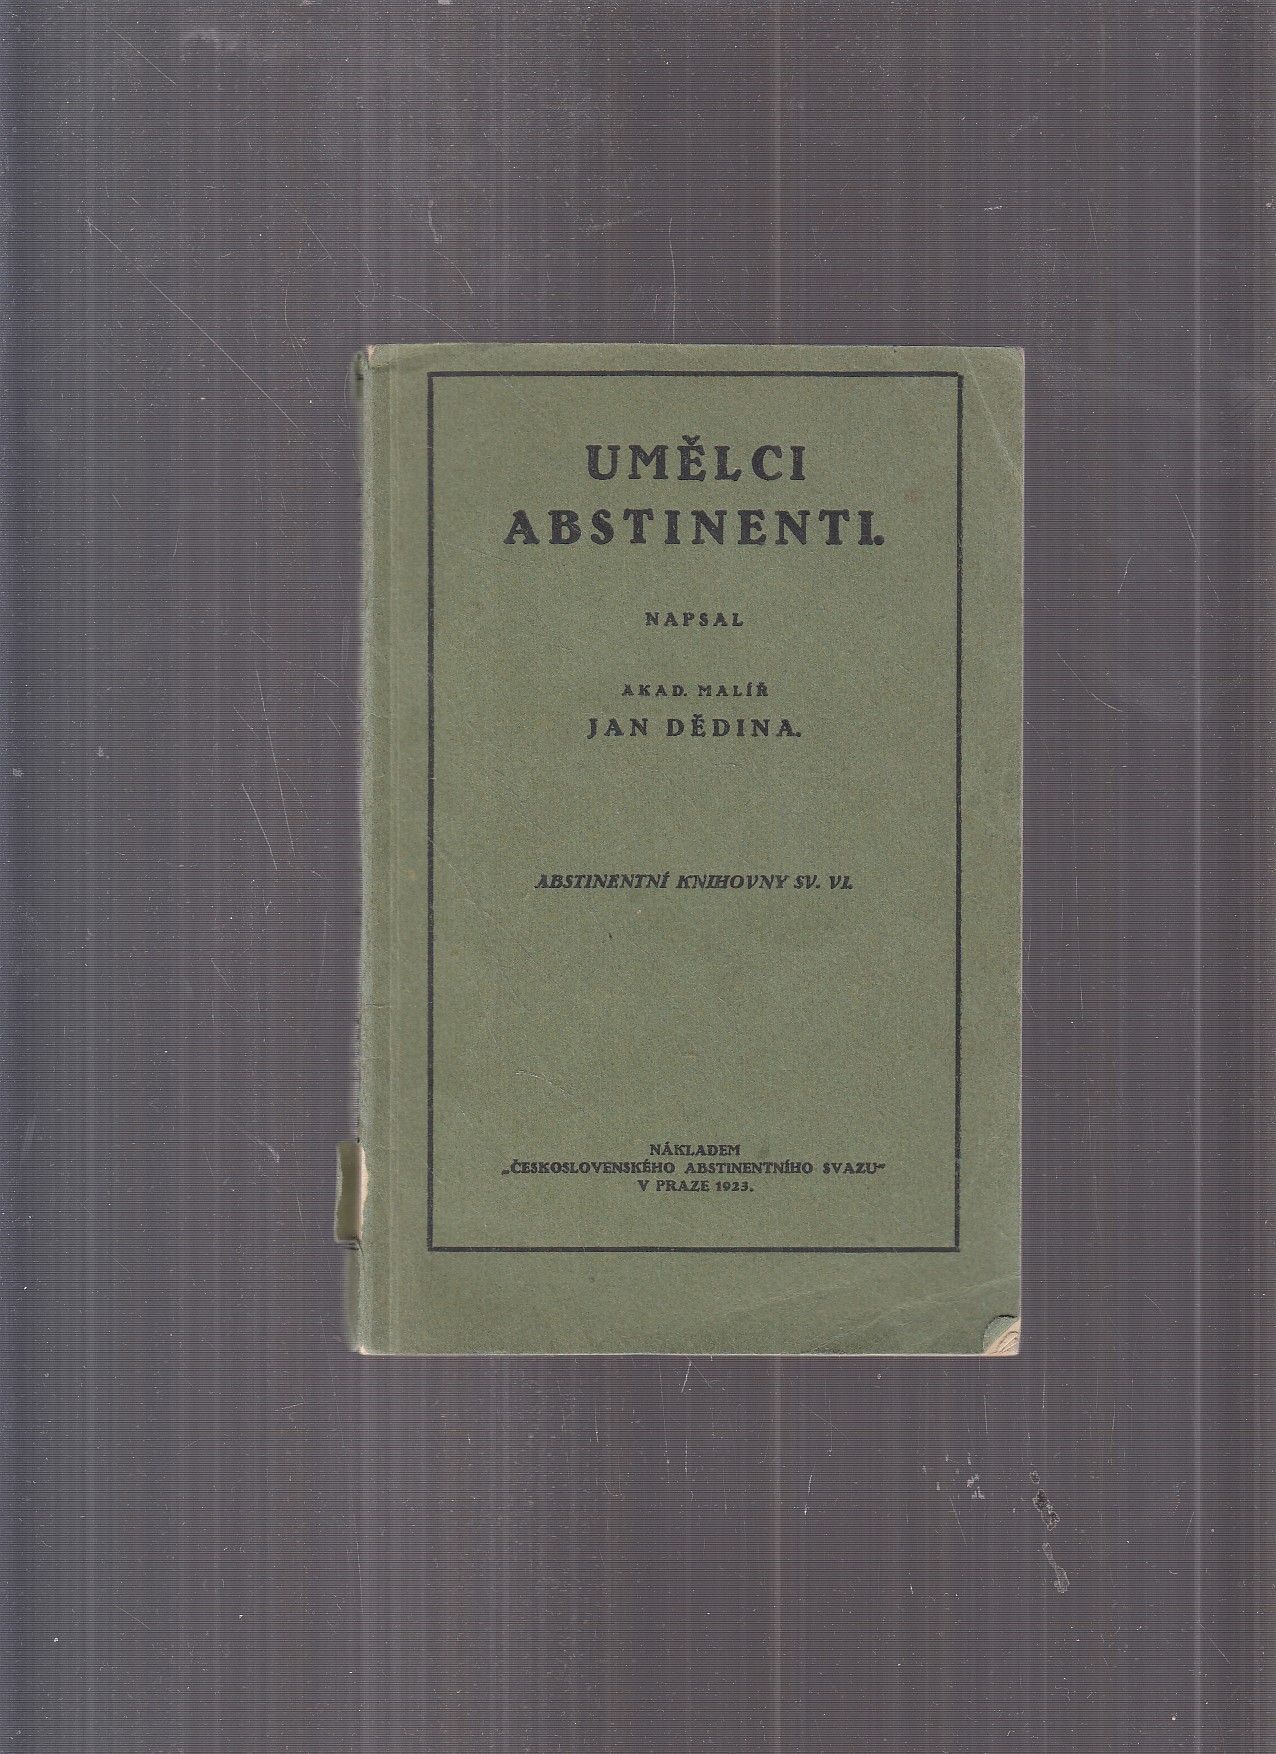 UMĚLCI
ABSTINENTI.
NAPSAL
AKAD. MALÍŘ
JAN DĚDINA.
ABSTINENTNÍ KNIHOVNY SV. VI.
NÁKLADEM
„ČESKOSLOVENSKÉHO ABSTINENTNÍHO SVAZU“
V PRAZE 1923.